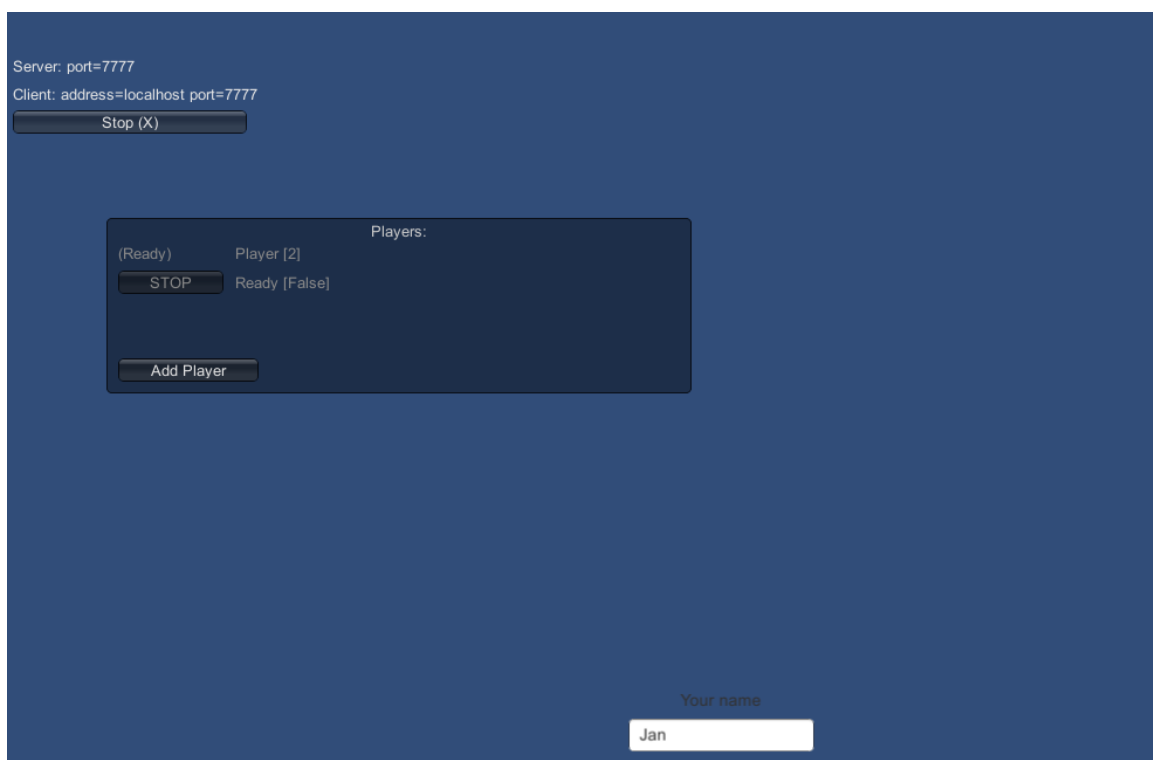 Server: port=7777
Client: address=localhost port=7777
Stop (X)
Players:
(Ready) Player [2]
STOP Ready [False]
Add Player
Your name
Jan